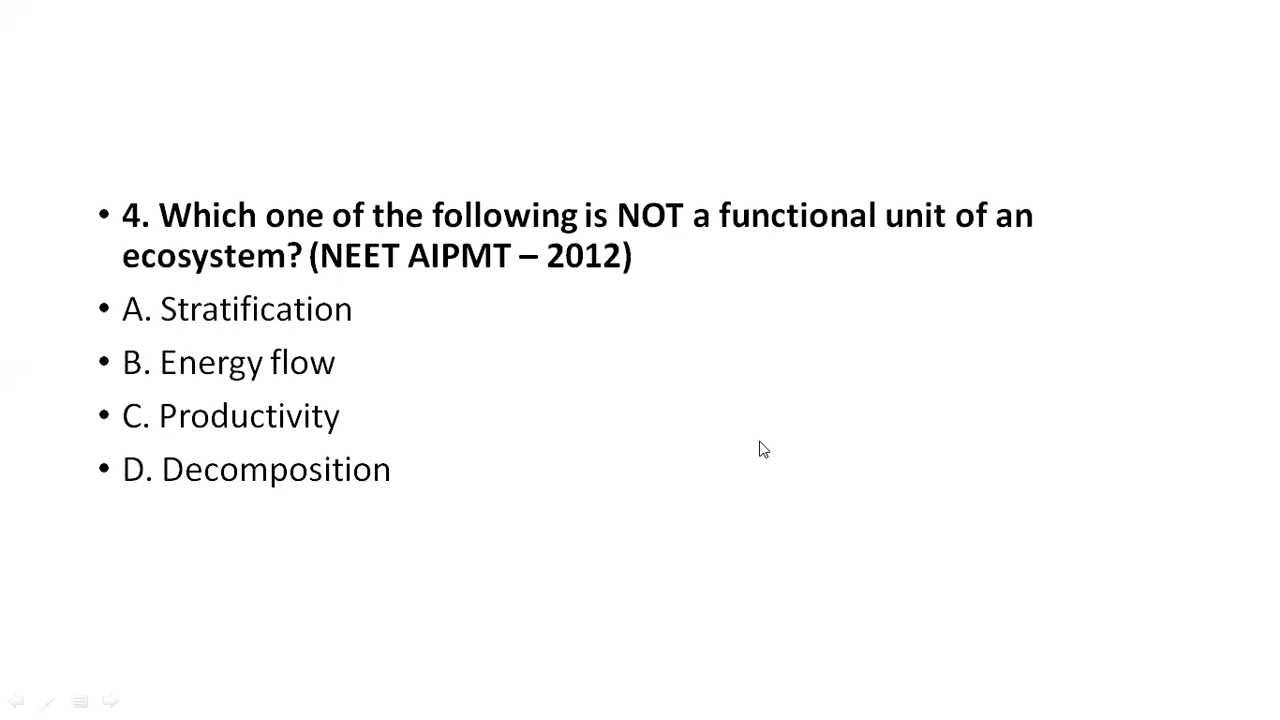 • 4. Which one of the following is NOT a functional unit of an
ecosystem? (NEET AIPMT – 2012)
• A. Stratification
• B. Energy flow
• C. Productivity
• D. Decomposition